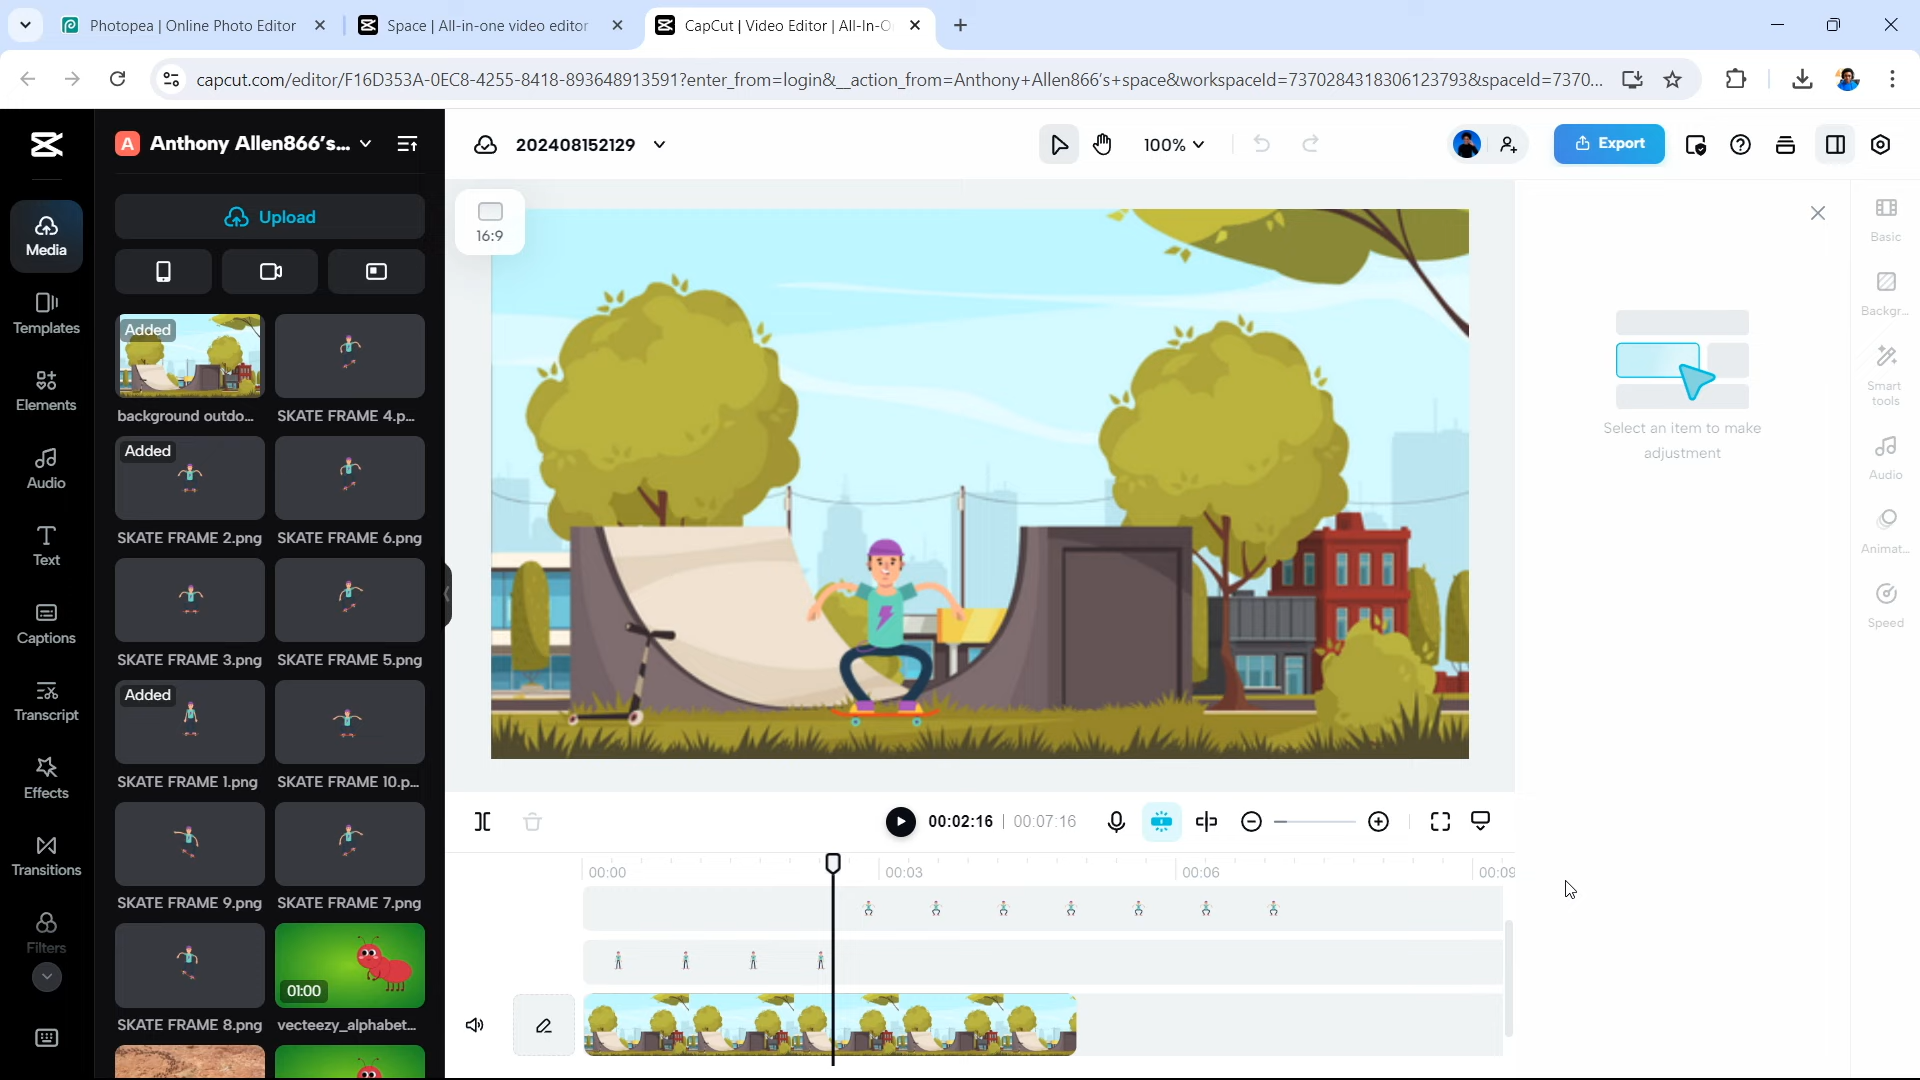 Photopea | Online Photo Editor
Space | All-in-one video editor
CapCut | Video Editor | All-In-O
capcut.com/editor/F16D353A-0EC8-4255-8418-893648913591?enter_from=login&__action_from=Anthony+Allen866's+space&workspaceId=7370284318306123793&spaceId=7370...
A
Anthony Allen866's...
202408152129
100%
Export
Media
Templates
Elements
Audio
Text
Captions
Transcript
Effects
Transitions
Filters
Upload
Added
background outdo...
SKATE FRAME 4.p...
Added
SKATE FRAME 2.png
SKATE FRAME 6.png
SKATE FRAME 3.png
SKATE FRAME 5.png
Added
SKATE FRAME 1.png
SKATE FRAME 10.p...
SKATE FRAME 9.png
SKATE FRAME 7.png
01:00
SKATE FRAME 8.png
vecteezy_alphabet...
16:9
Select an item to make
adjustment
Basic
Backgr...
Smart
tools
Audio
Animat...
Speed
00:02:16 | 00:07:16
00:00
00:03
00:06
00:09